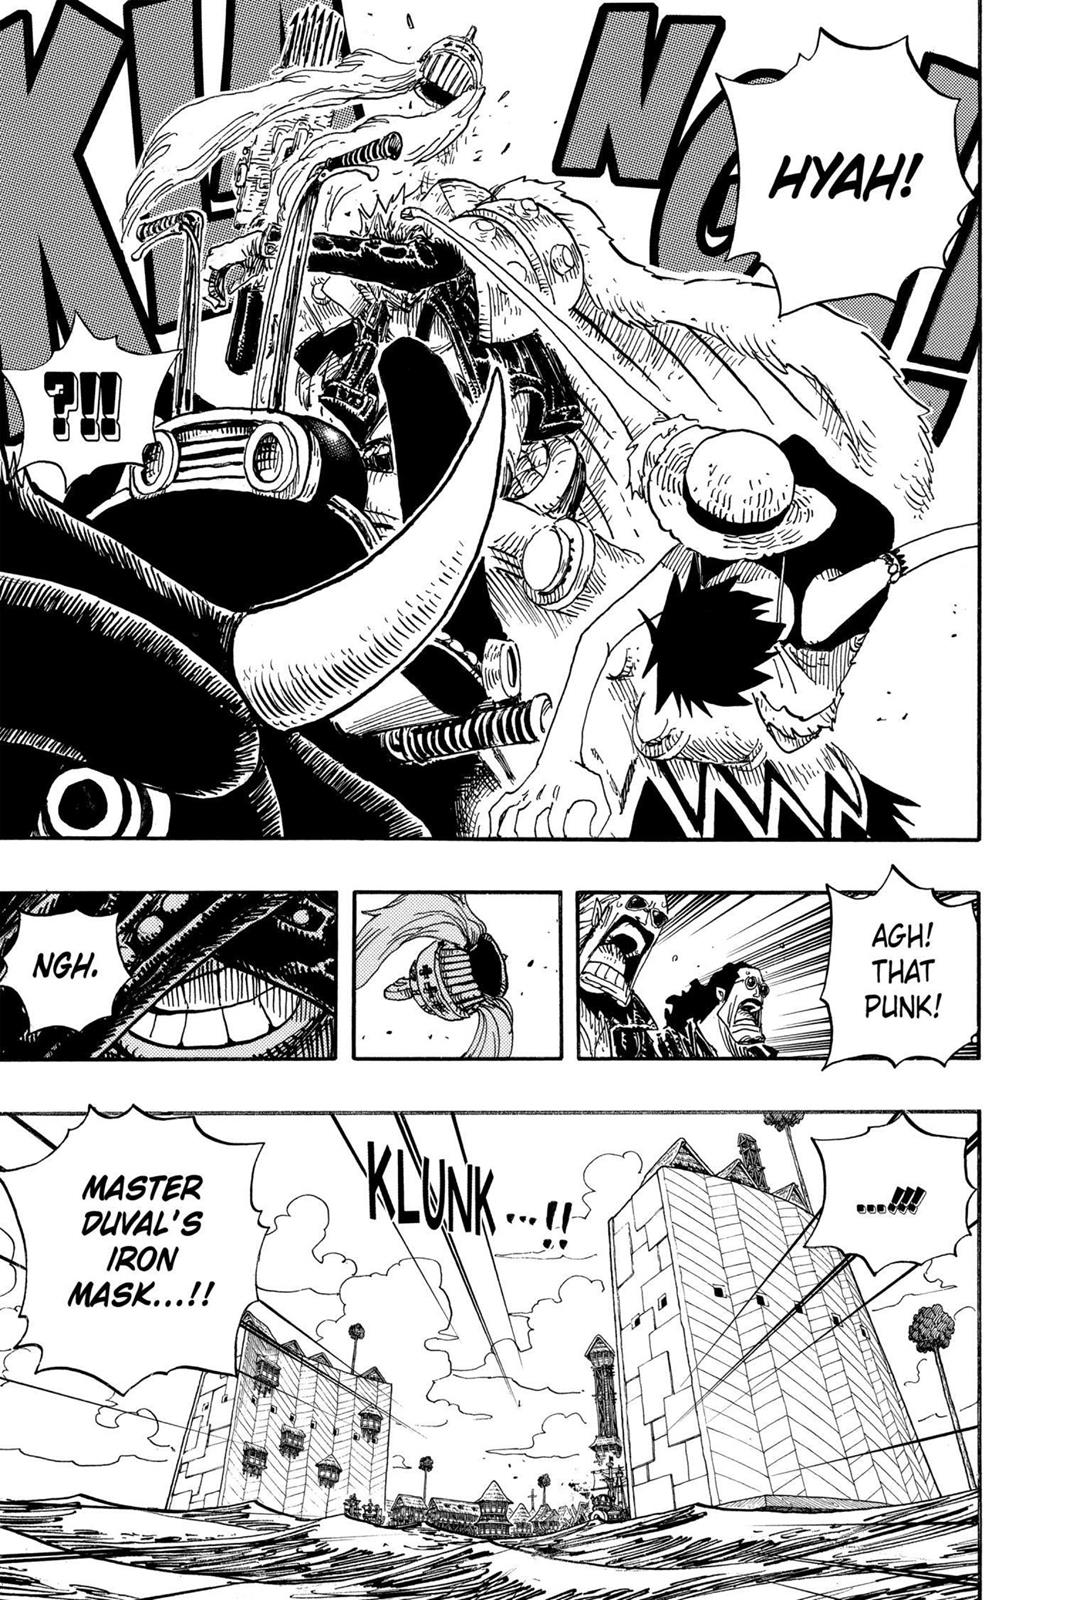 HYAH!
?!!
AGH!
THAT
PUNK!
NGH.
...!!!
KLUNK ...!!
MASTER
DUVAL'S
IRON
MASK...!!